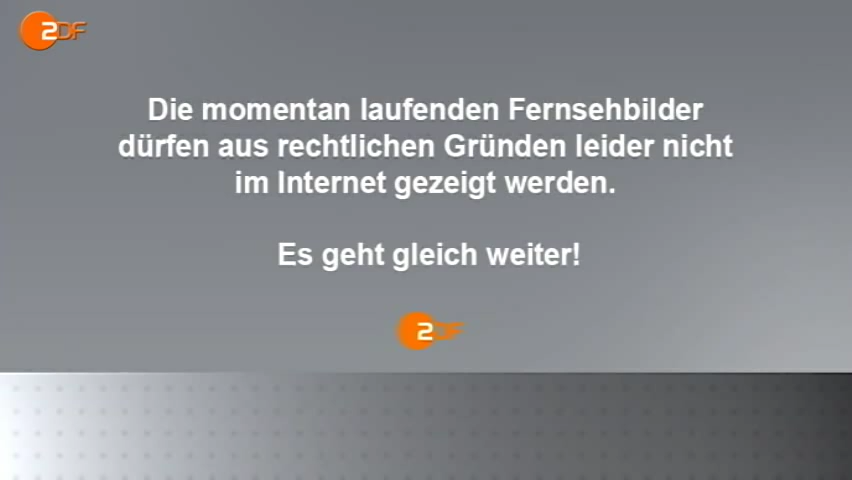 ZDF
Die momentan laufenden Fernsehbilder
dürfen aus rechtlichen Gründen leider nicht
im Internet gezeigt werden.
Es geht gleich weiter!
ZDF